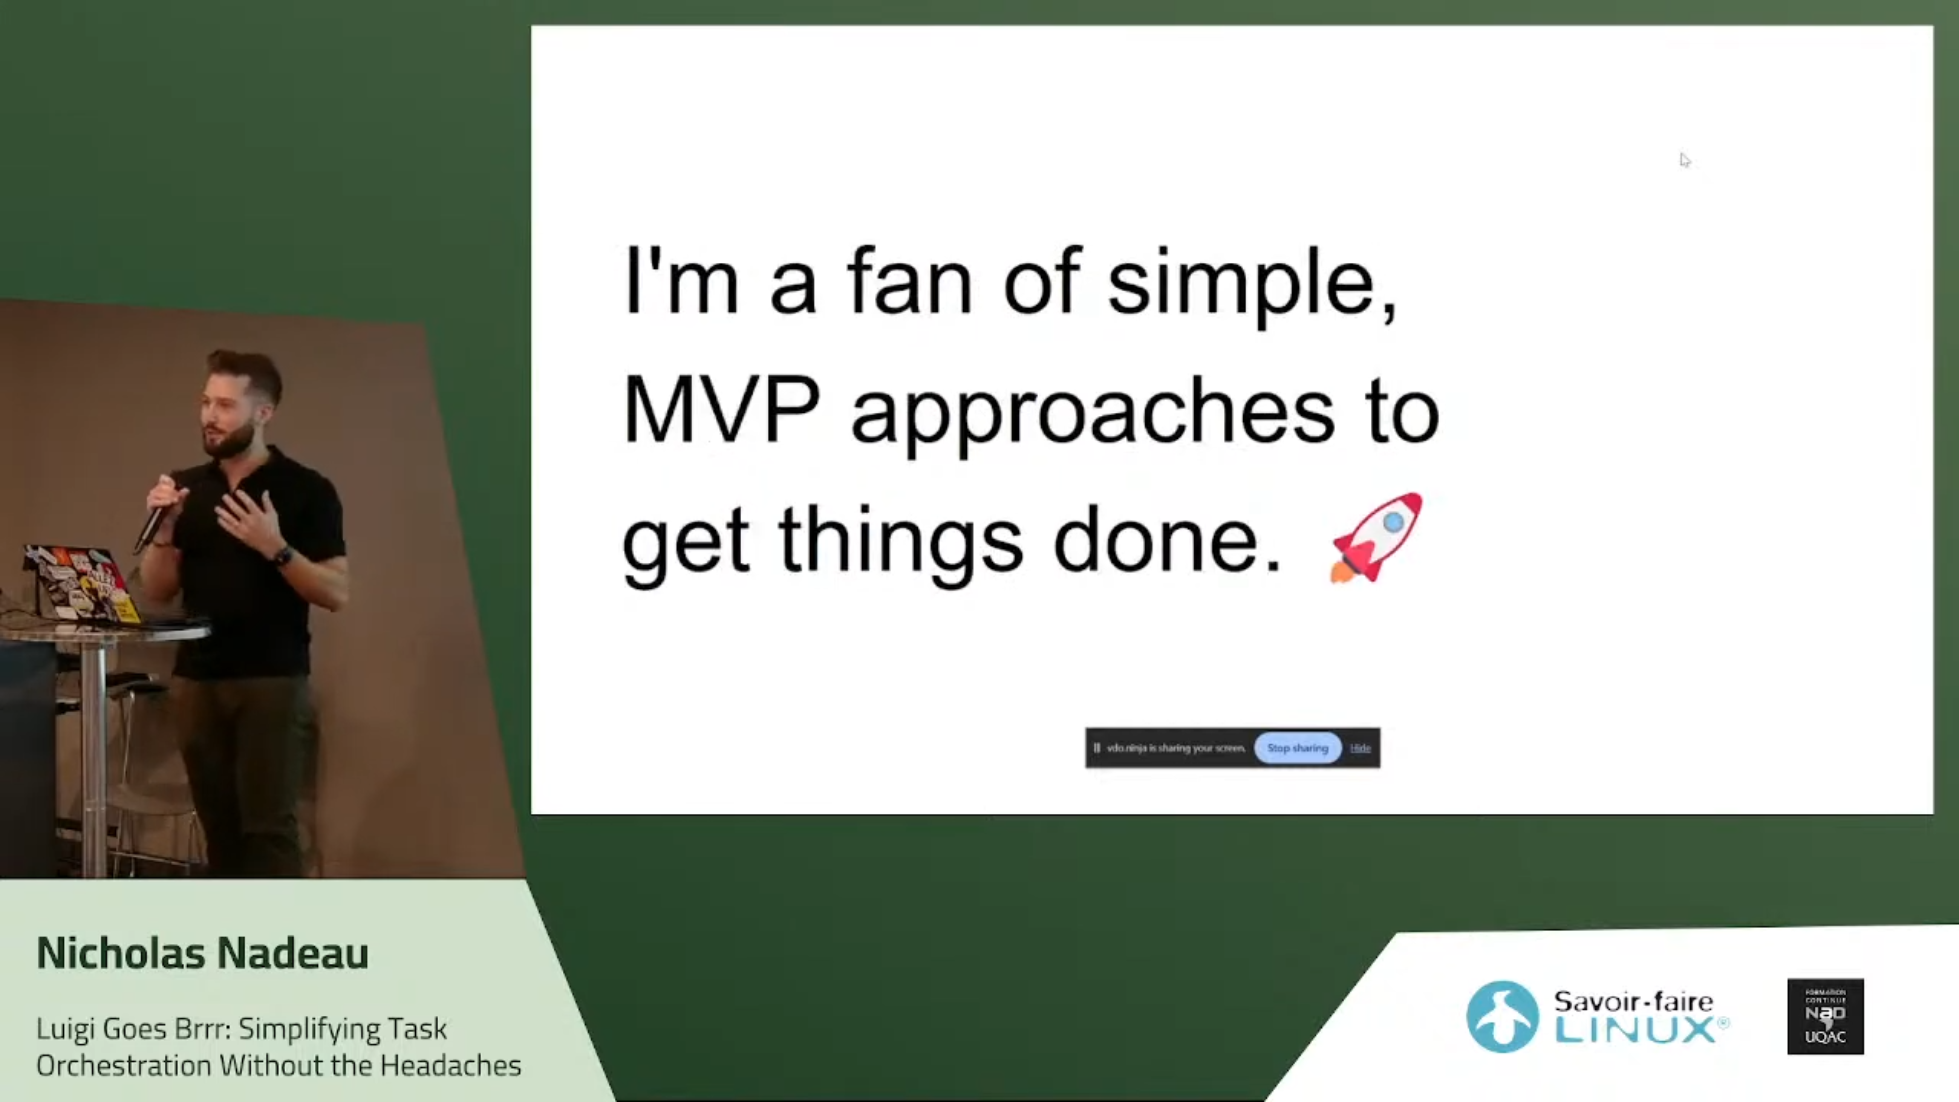 I'm a fan of simple,
MVP approaches to
get things done.
vdo.ninja is sharing your screen.
Stop sharing
Hide
Nicholas Nadeau
Luigi Goes Brrr: Simplifying Task
Orchestration Without the Headaches
Savoir-faire
LINUX®
FORMATION
CONTINUE
NAD
UQAC